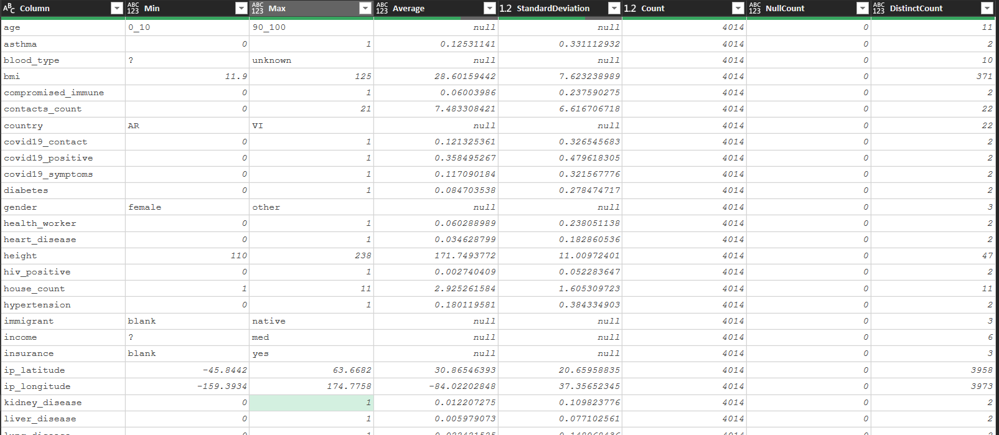 ABC Column ABC 123 Min ABC 123 Max ABC 123 Average 1.2 StandardDeviation 1.2 Count ABC 123 NullCount ABC 123 DistinctCount
age 0_10 90_100 null null 4014 0 11
asthma 0 1 0.12531141 0.331112932 4014 0 2
blood_type ? unknown null null 4014 0 10
bmi 11.9 125 28.60159442 7.623238989 4014 0 371
compromised_immune 0 1 0.06003986 0.237590275 4014 0 2
contacts_count 0 21 7.483308421 6.616706718 4014 0 22
country AR VI null null 4014 0 22
covid19_contact 0 1 0.121325361 0.326545683 4014 0 2
covid19_positive 0 1 0.358495267 0.479618305 4014 0 2
covid19_symptoms 0 1 0.117090184 0.321567776 4014 0 2
diabetes 0 1 0.084703538 0.278474717 4014 0 2
gender female other null null 4014 0 3
health_worker 0 1 0.060288989 0.238051138 4014 0 2
heart_disease 0 1 0.034628799 0.182860536 4014 0 2
height 110 238 171.7493772 11.00972401 4014 0 47
hiv_positive 0 1 0.002740409 0.052283647 4014 0 2
house_count 1 11 2.925261584 1.605309723 4014 0 11
hypertension 0 1 0.180119581 0.384334903 4014 0 2
immigrant blank native null null 4014 0 3
income ? med null null 4014 0 6
insurance blank yes null null 4014 0 3
ip_latitude -45.8442 63.6682 30.86546393 20.65958835 4014 0 3958
ip_longitude -159.3934 174.7758 -84.02202848 37.35652345 4014 0 3973
kidney_disease 0 1 0.012207275 0.109823776 4014 0 2
liver_disease 0 1 0.005979073 0.077102561 4014 0 2